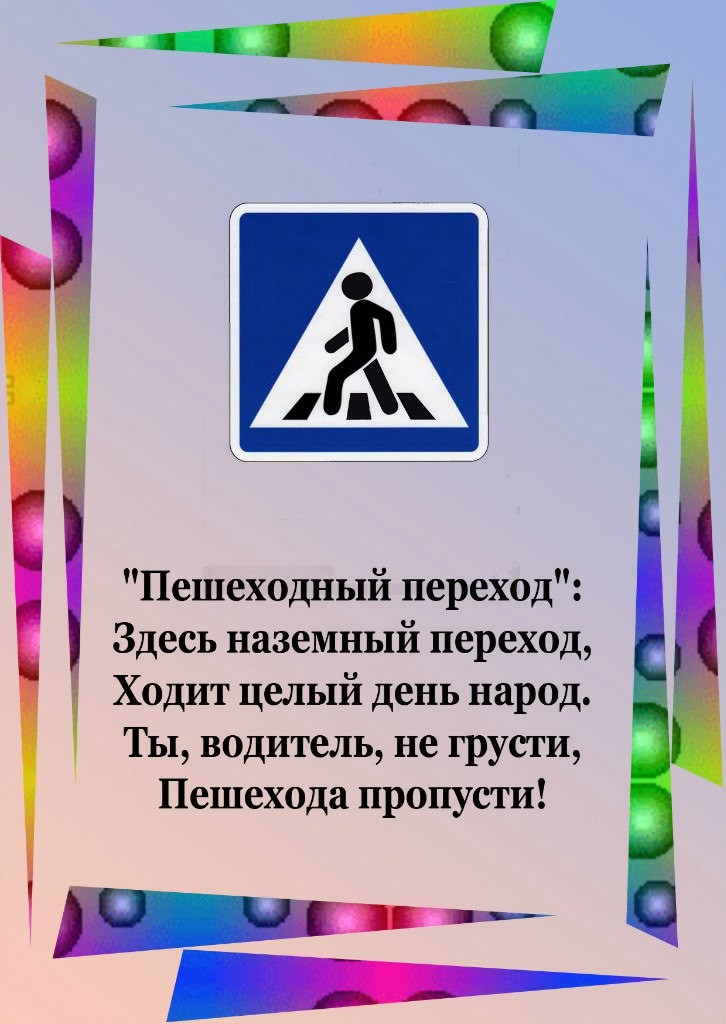 "Пешеходный переход":
Здесь наземный переход,
Ходит целый день народ.
Ты, водитель, не грусти,
Пешехода пропусти!